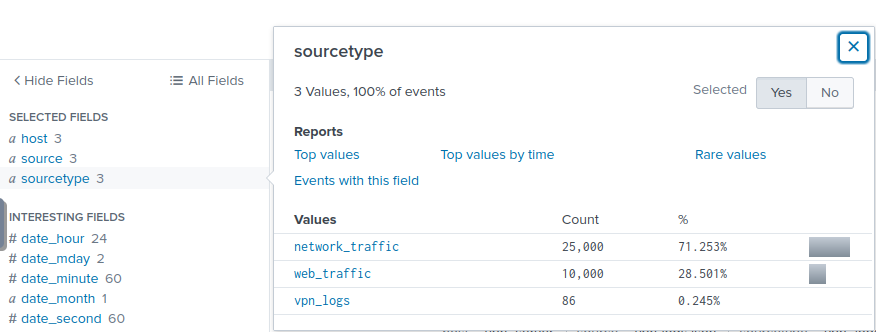 < Hide Fields
All Fields
SELECTED FIELDS
a host 3
a source 3
a sourcetype 3
INTERESTING FIELDS
# date_hour 24
# date_mday 2
# date_minute 60
a date_month 1
# date_second 60
sourcetype
3 Values, 100% of events
Selected Yes No
Reports
Top values Top values by time Rare values
Events with this field
Values Count %
network_traffic 25,000 71.253%
web_traffic 10,000 28.501%
vpn_logs 86 0.245%